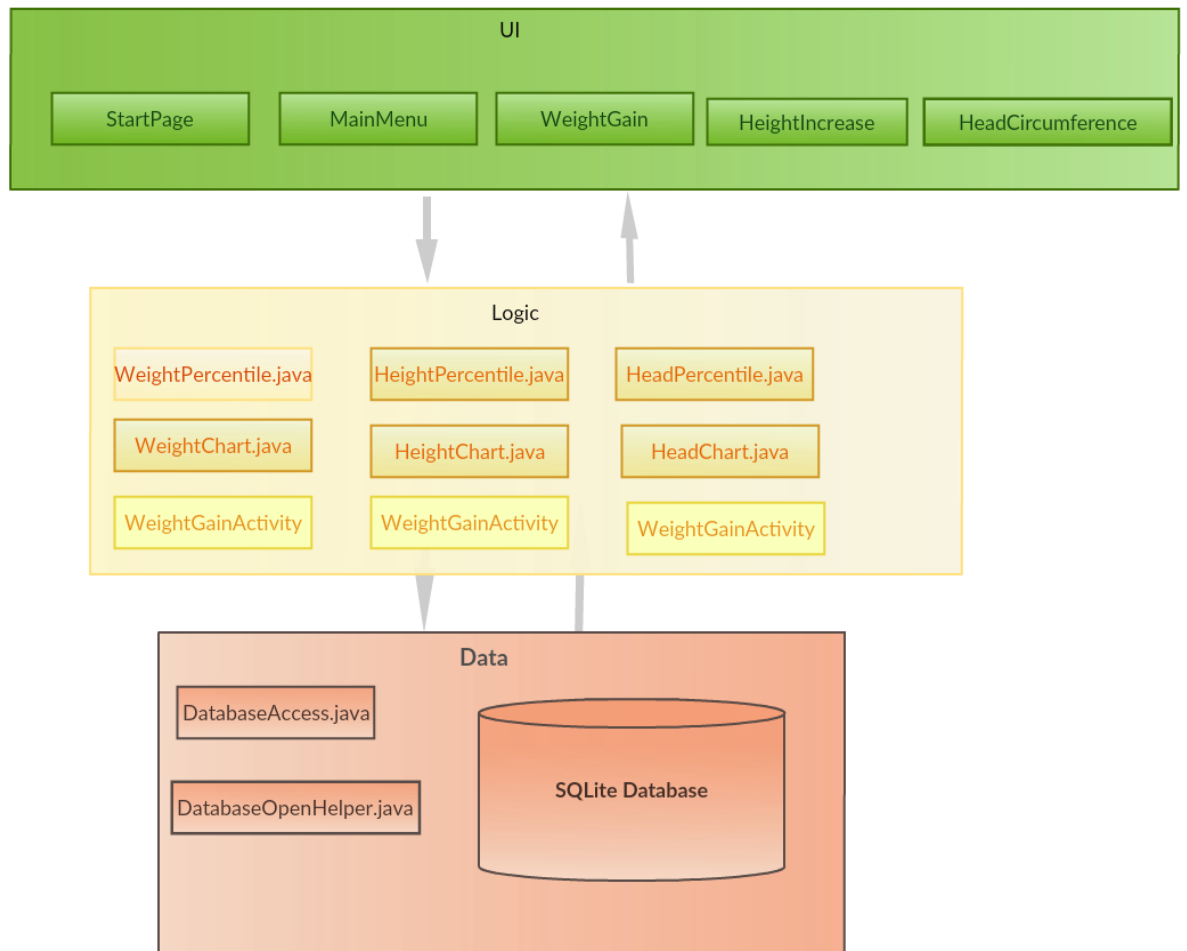 UI
StartPage
MainMenu
WeightGain
HeightIncrease
HeadCircumference
Logic
WeightPercentile.java
HeightPercentile.java
HeadPercentile.java
WeightChart.java
HeightChart.java
HeadChart.java
WeightGainActivity
WeightGainActivity
WeightGainActivity
Data
DatabaseAccess.java
DatabaseOpenHelper.java
SQLite Database